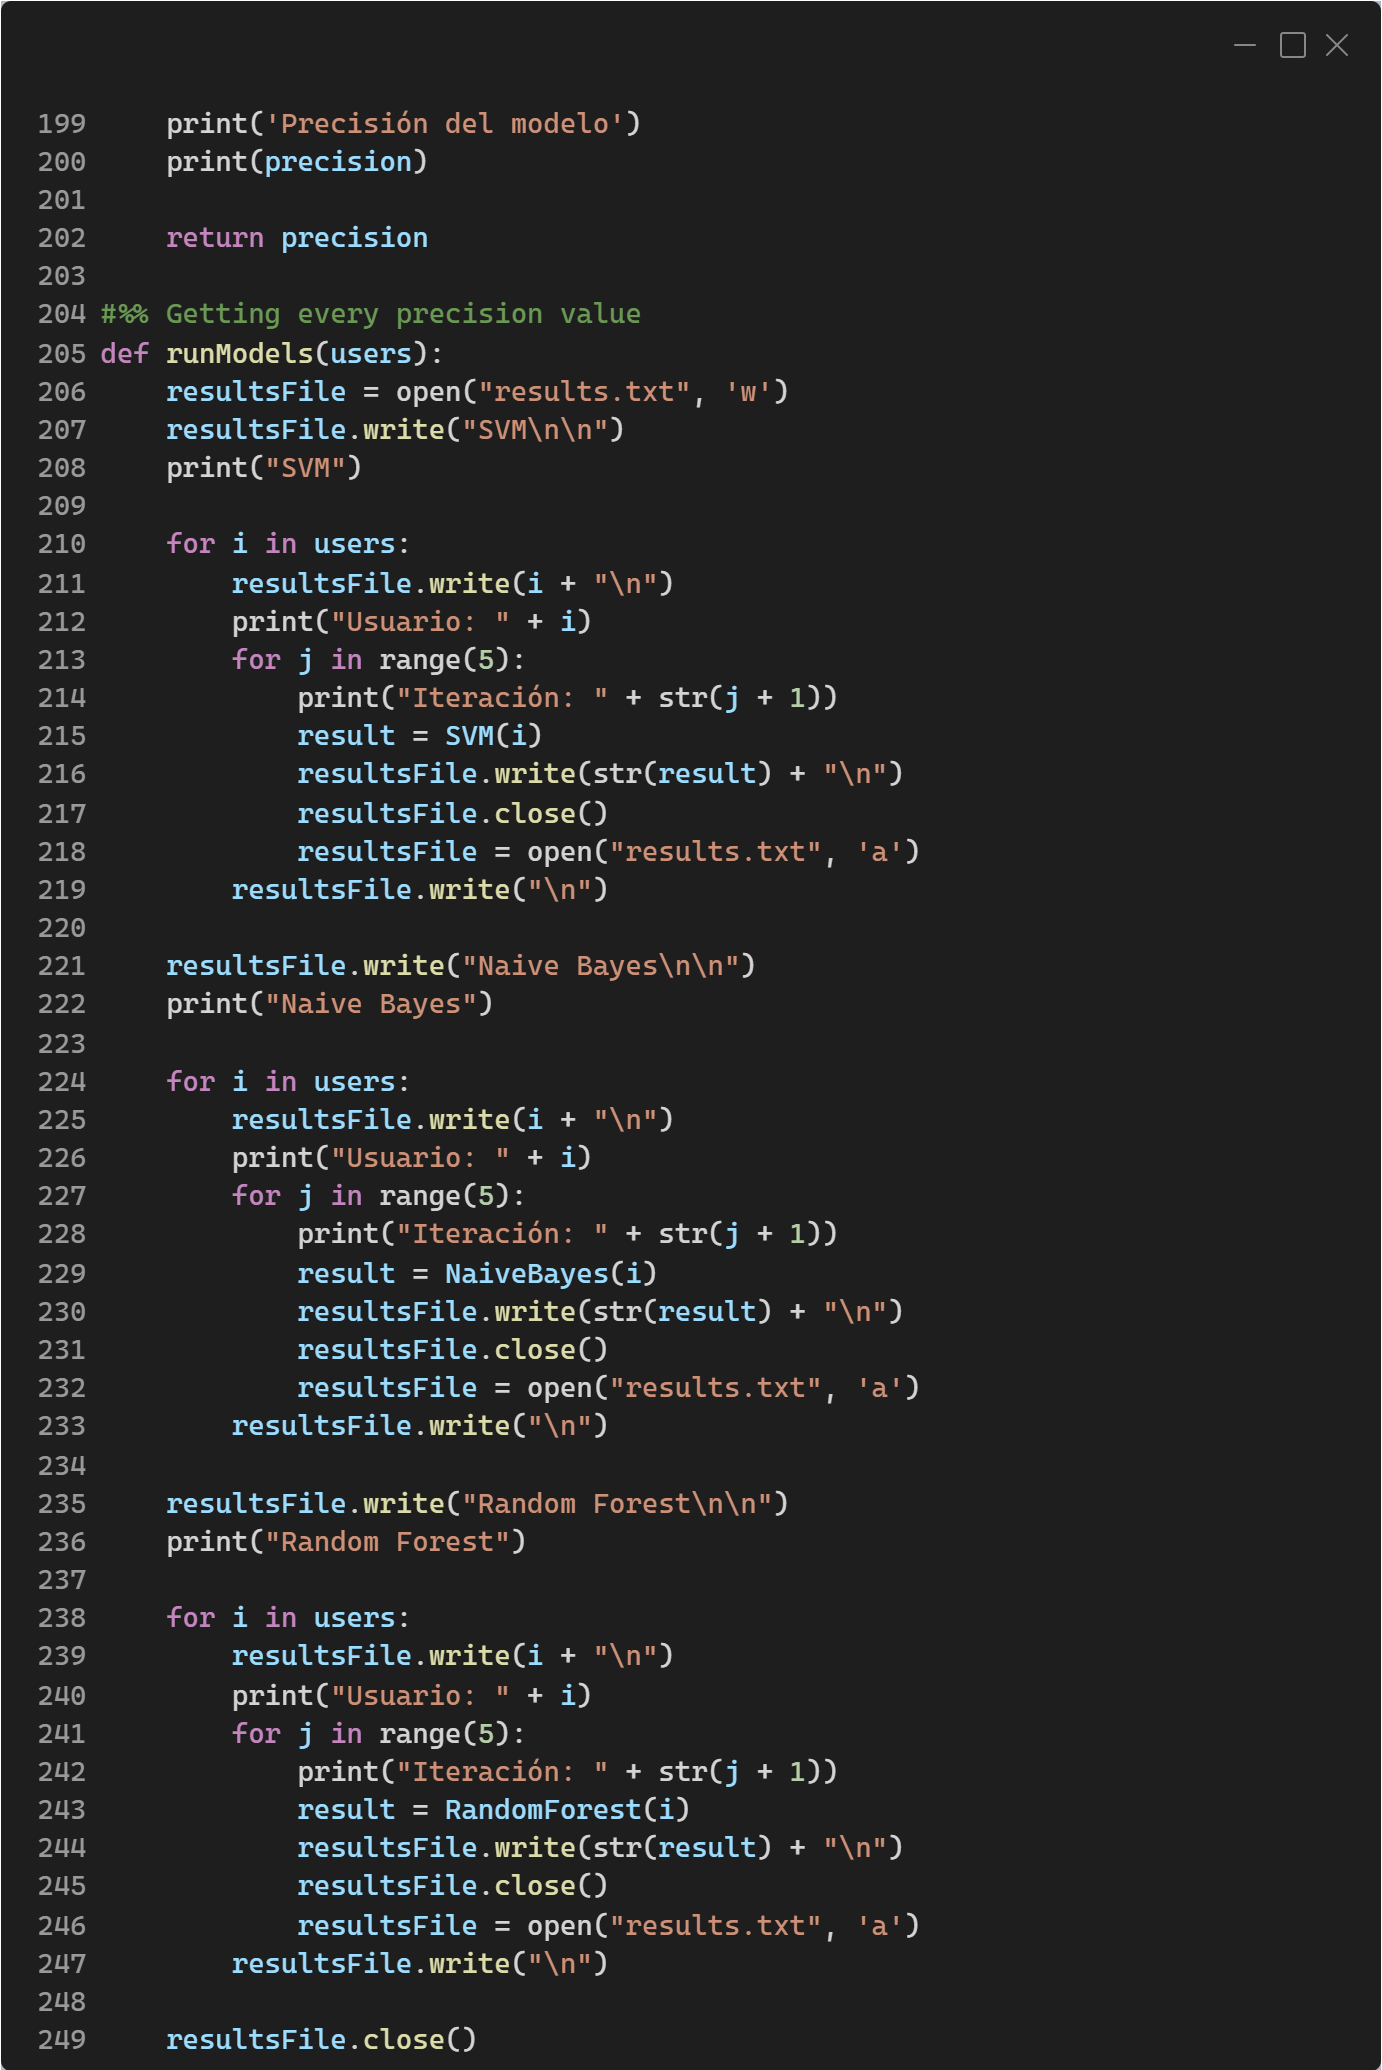 199     print('Precisión del modelo')
200     print(precision)
201
202     return precision
203
204 #%% Getting every precision value
205 def runModels(users):
206     resultsFile = open("results.txt", 'w')
207     resultsFile.write("SVM\n\n")
208     print("SVM")
209
210     for i in users:
211         resultsFile.write(i + "\n")
212         print("Usuario: " + i)
213         for j in range(5):
214             print("Iteración: " + str(j + 1))
215             result = SVM(i)
216             resultsFile.write(str(result) + "\n")
217             resultsFile.close()
218             resultsFile = open("results.txt", 'a')
219         resultsFile.write("\n")
220
221     resultsFile.write("Naive Bayes\n\n")
222     print("Naive Bayes")
223
224     for i in users:
225         resultsFile.write(i + "\n")
226         print("Usuario: " + i)
227         for j in range(5):
228             print("Iteración: " + str(j + 1))
229             result = NaiveBayes(i)
230             resultsFile.write(str(result) + "\n")
231             resultsFile.close()
232             resultsFile = open("results.txt", 'a')
233         resultsFile.write("\n")
234
235     resultsFile.write("Random Forest\n\n")
236     print("Random Forest")
237
238     for i in users:
239         resultsFile.write(i + "\n")
240         print("Usuario: " + i)
241         for j in range(5):
242             print("Iteración: " + str(j + 1))
243             result = RandomForest(i)
244             resultsFile.write(str(result) + "\n")
245             resultsFile.close()
246             resultsFile = open("results.txt", 'a')
247         resultsFile.write("\n")
248
249     resultsFile.close()